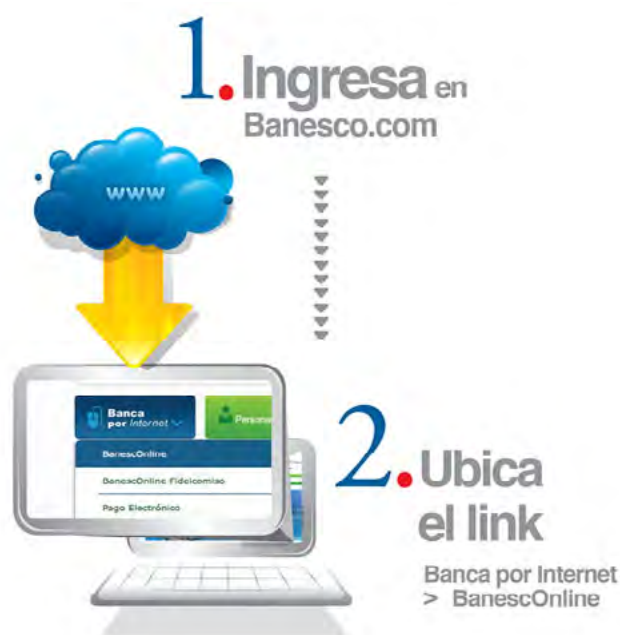 1. Ingresa en
Banesco.com
www
Banca
por Internet
Persona
BanescOnline
BanescOnline Fideicomiso
Pago Electrónico
2. Ubica
el link
Banca por Internet
> BanescOnline